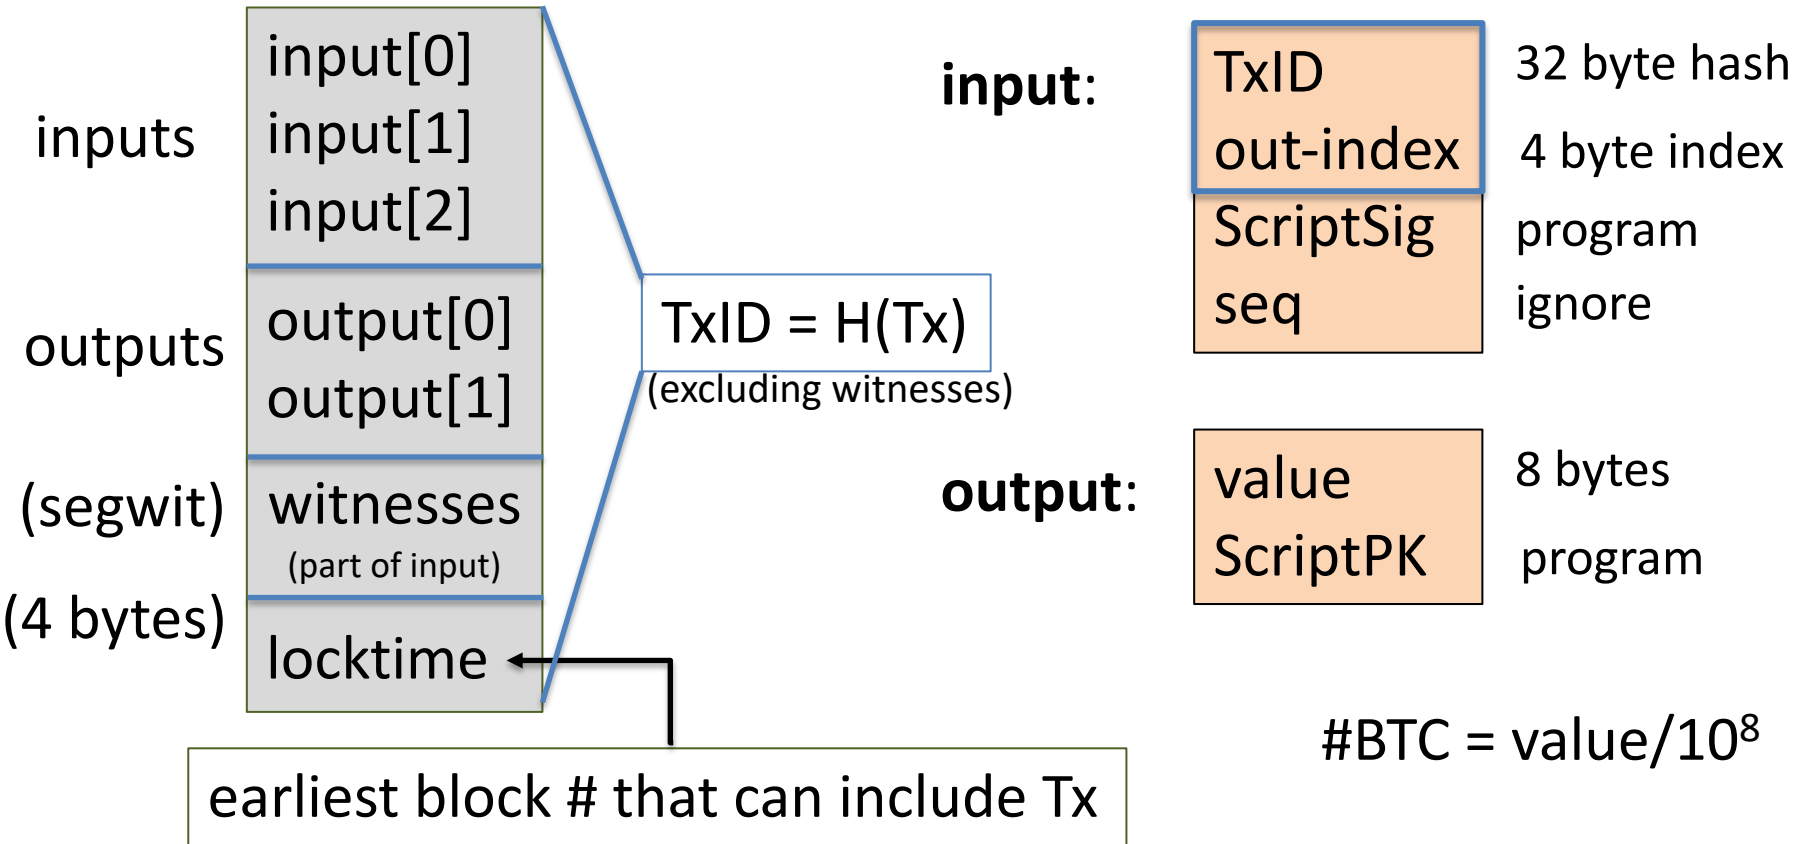 inputs
input[0]
input[1]
input[2]
outputs
output[0]
output[1]
(segwit)
witnesses
(part of input)
(4 bytes)
locktime
TxID = H(Tx)
(excluding witnesses)
earliest block # that can include Tx
input:
TxID
32 byte hash
out-index
4 byte index
ScriptSig
program
seq
ignore
output:
value
8 bytes
ScriptPK
program
#BTC = value/10⁸